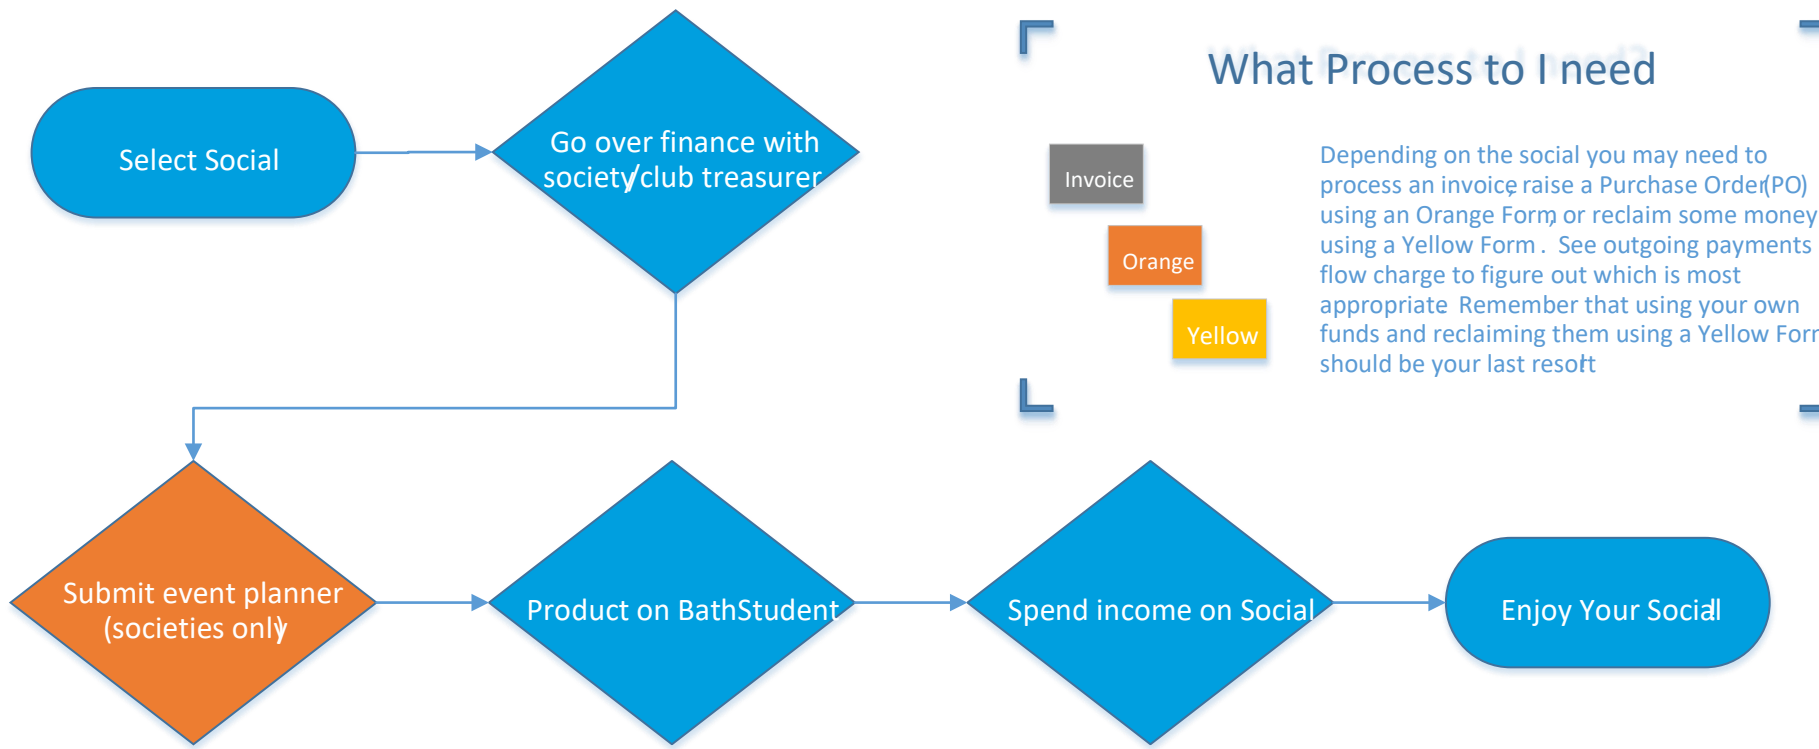 Select Social
Go over finance with
society/club treasurer
What Process to I need
Invoice
Orange
Yellow
Depending on the social you may need to
process an invoice, raise a Purchase Order(PO)
using an Orange Form, or reclaim some money
using a Yellow Form . See outgoing payments
flow charge to figure out which is most
appropriate. Remember that using your own
funds and reclaiming them using a Yellow Form
should be your last resort
Submit event planner
(societies only)
Product on BathStudent
Spend income on Social
Enjoy Your Social!